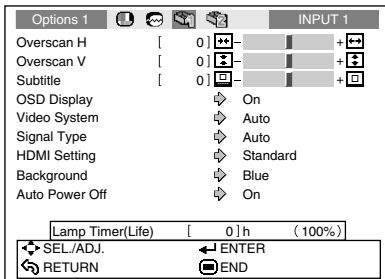 Options 1 INPUT 1
Overscan H [ 0 ] – +
Overscan V [ 0 ] – +
Subtitle [ 0 ] – +
OSD Display On
Video System Auto
Signal Type Auto
HDMI Setting Standard
Background Blue
Auto Power Off On
Lamp Timer(Life) [ 0 ] h (100%)
SEL./ADJ. ENTER
RETURN END